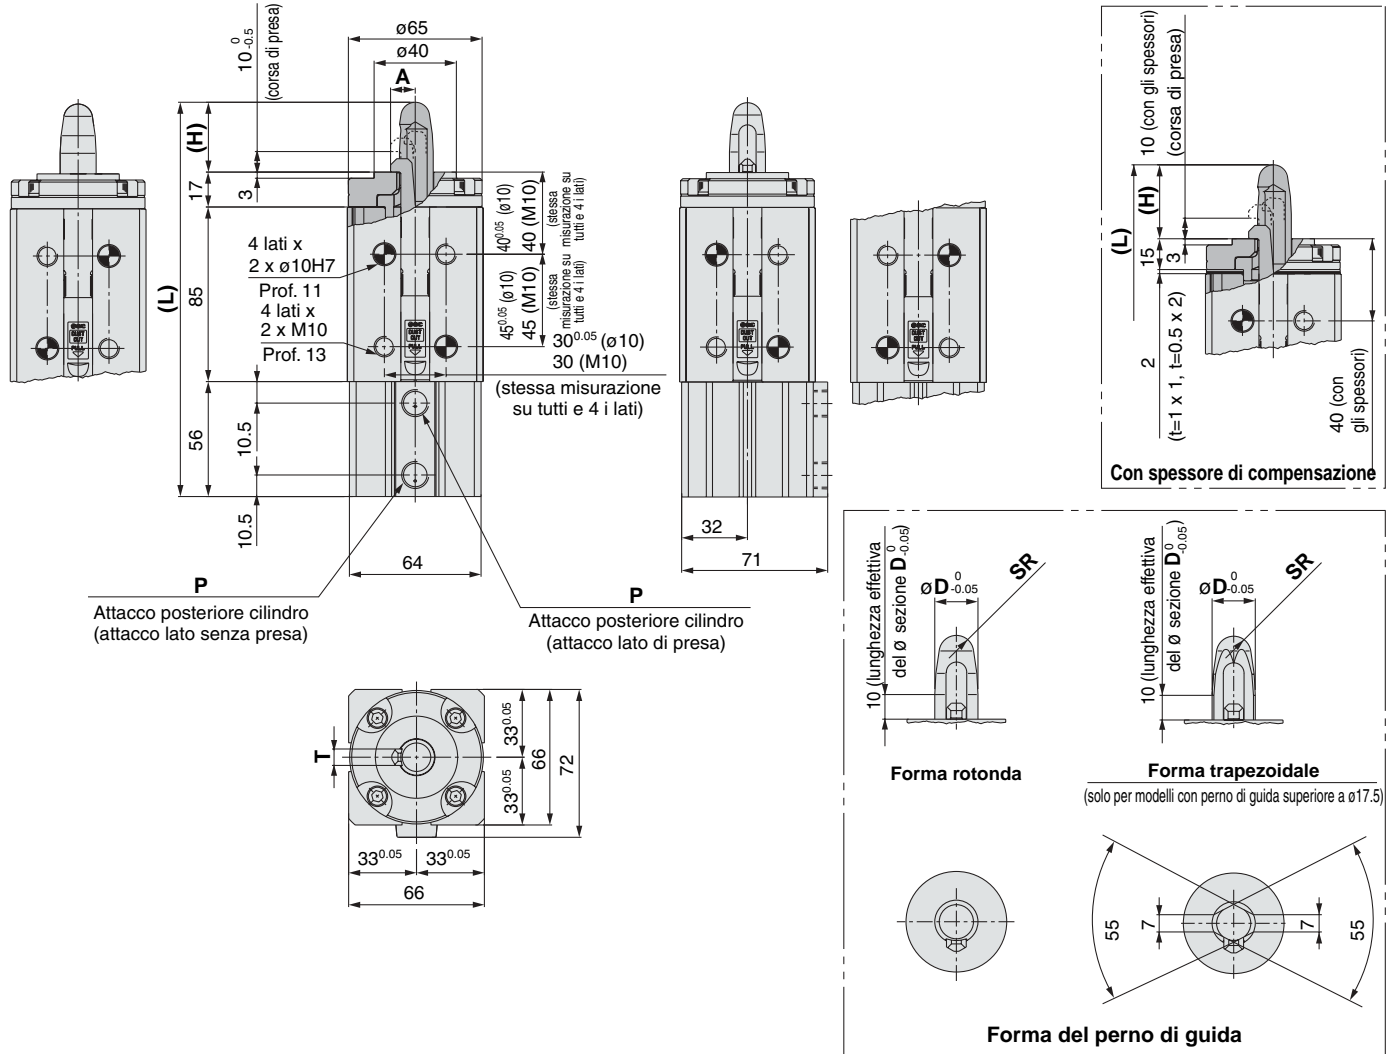 10 0 -0.5
(corsa di presa)
ø65
ø40
A
(H)
17
3
(L)
85
56
10.5
10.5
4 lati x
2 x ø10H7
Prof. 11
4 lati x
2 x M10
Prof. 13
40 0.05 (ø10)
40 (M10)
(stessa
misurazione su
tutti e 4 i lati)
45 0.05 (ø10)
45 (M10)
(stessa
misurazione su
tutti e 4 i lati)
30 0.05 (ø10)
30 (M10)
(stessa misurazione
su tutti e 4 i lati)
64
32
71
P
Attacco posteriore cilindro
(attacco lato senza presa)
P
Attacco posteriore cilindro
(attacco lato di presa)
T
33 0.05
33 0.05
66
72
33 0.05
33 0.05
66
10 (con gli spessori)
(corsa di presa)
(H)
(L)
15
3
2
(t=1 x 1, t=0.5 x 2)
40 (con
gli spessori)
Con spessore di compensazione
10 (lunghezza effettiva
del ø sezione D 0 -0.05)
øD 0 -0.05
SR
Forma rotonda
10 (lunghezza effettiva
del ø sezione D 0 -0.05)
øD 0 -0.05
SR
Forma trapezoidale
(solo per modelli con perno di guida superiore a ø17.5)
55
7
7
55
Forma del perno di guida